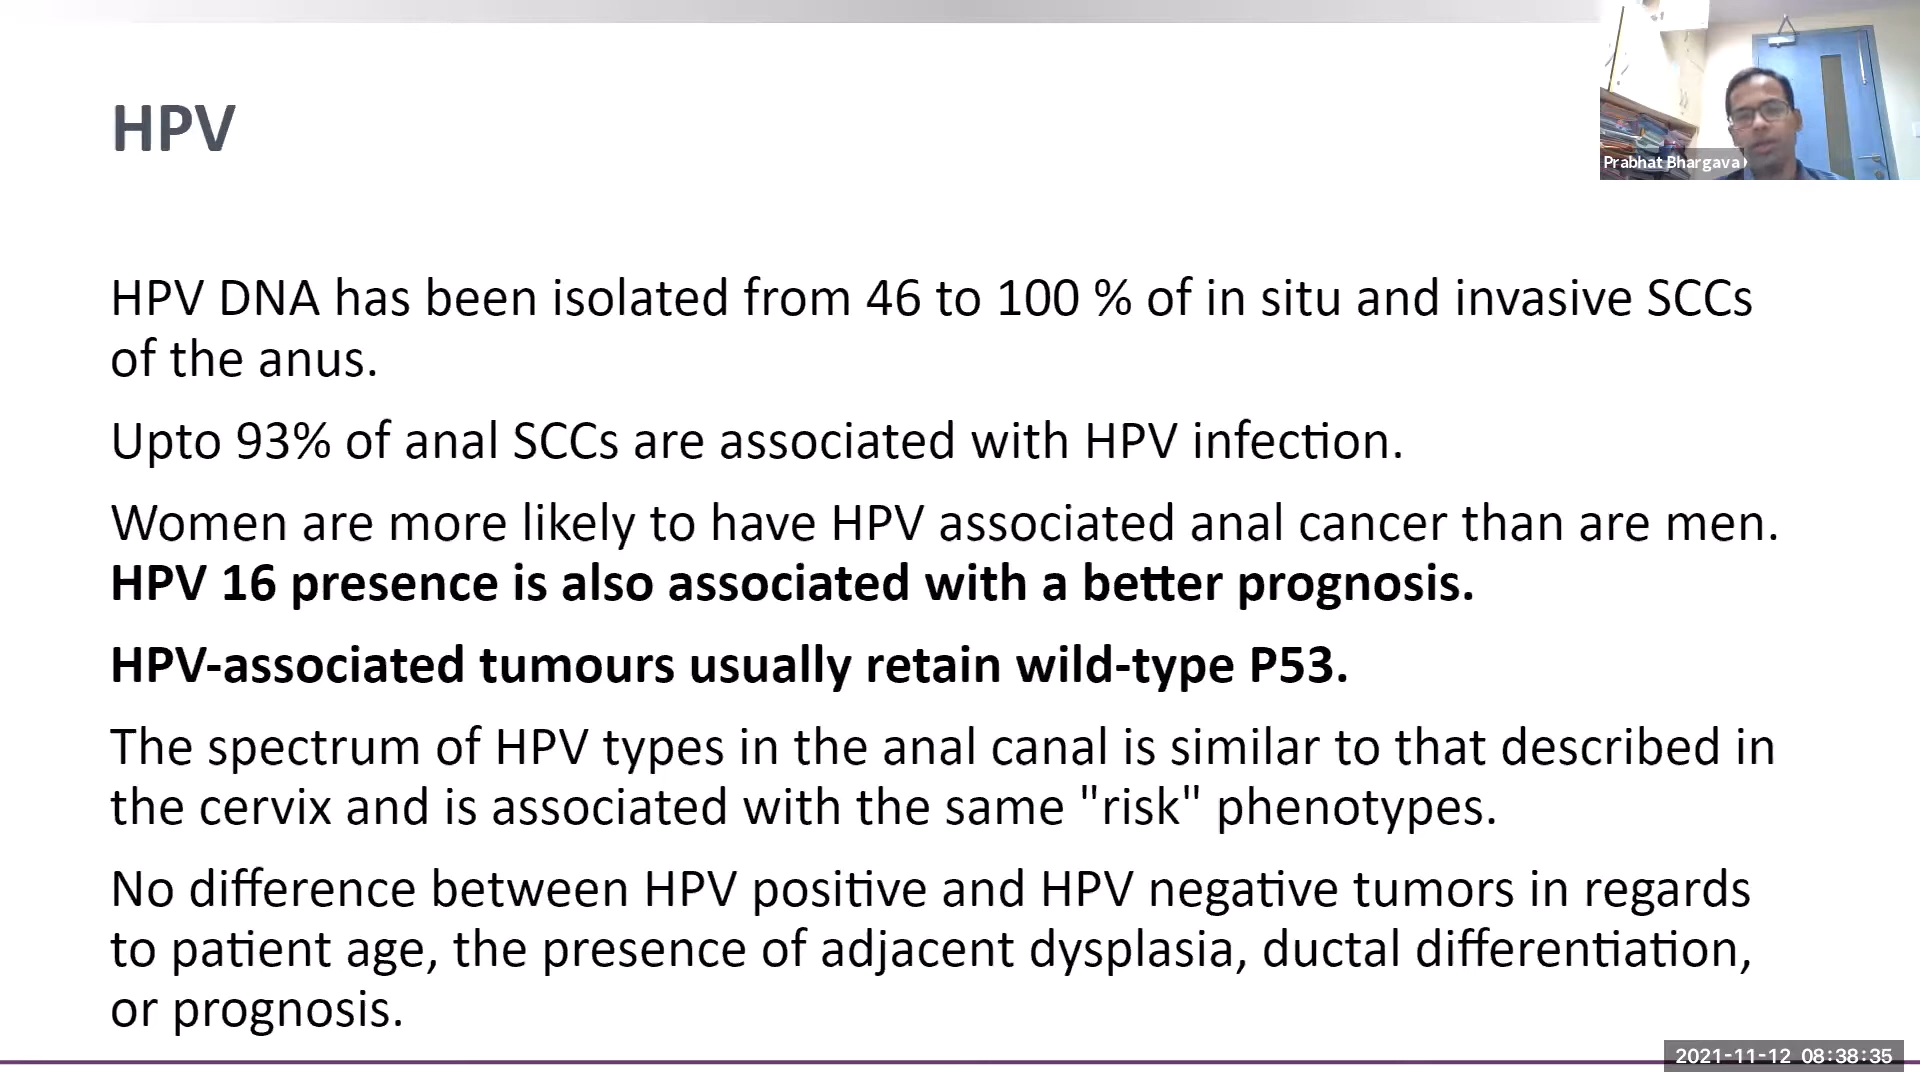 HPV
Prabhat Bhargava
HPV DNA has been isolated from 46 to 100 % of in situ and invasive SCCs
of the anus.
Upto 93% of anal SCCs are associated with HPV infection.
Women are more likely to have HPV associated anal cancer than are men.
HPV 16 presence is also associated with a better prognosis.
HPV-associated tumours usually retain wild-type P53.
The spectrum of HPV types in the anal canal is similar to that described in
the cervix and is associated with the same "risk" phenotypes.
No difference between HPV positive and HPV negative tumors in regards
to patient age, the presence of adjacent dysplasia, ductal differentiation,
or prognosis.
2021-11-12 08:38:35